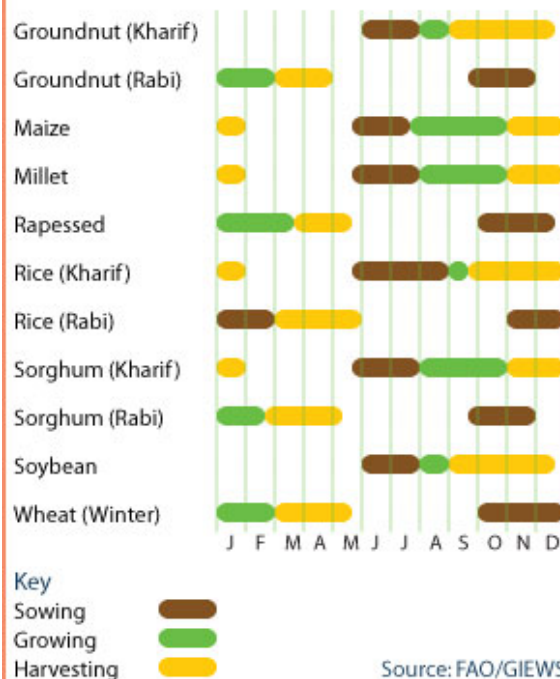 Groundnut (Kharif)
Groundnut (Rabi)
Maize
Millet
Rapessed
Rice (Kharif)
Rice (Rabi)
Sorghum (Kharif)
Sorghum (Rabi)
Soybean
Wheat (Winter)
J F M A M J J A S O N D
Key
Sowing
Growing
Harvesting
Source: FAO/GIEWS